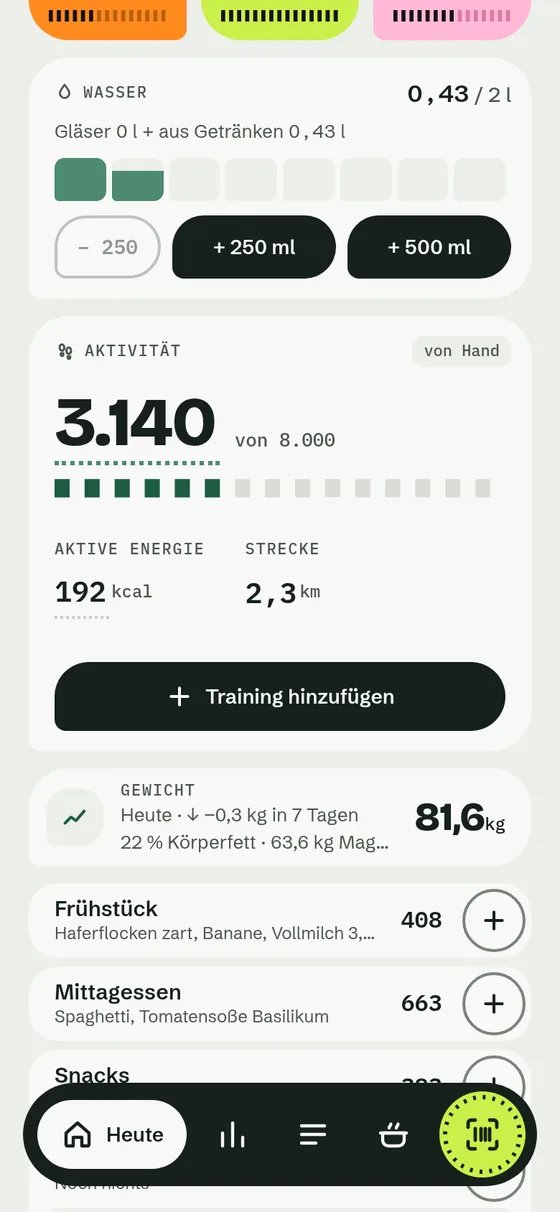 WASSER
0,43 / 2 l
Gläser 0 l + aus Getränken 0,43 l
− 250
+ 250 ml
+ 500 ml
AKTIVITÄT
von Hand
3.140 von 8.000
AKTIVE ENERGIE
STRECKE
192 kcal
2,3 km
+ Training hinzufügen
GEWICHT
Heute · ↓ −0,3 kg in 7 Tagen
22 % Körperfett · 63,6 kg Mag…
81,6 kg
Frühstück
Haferflocken zart, Banane, Vollmilch 3,…
408
Mittagessen
Spaghetti, Tomatensoße Basilikum
663
Snacks
Heute